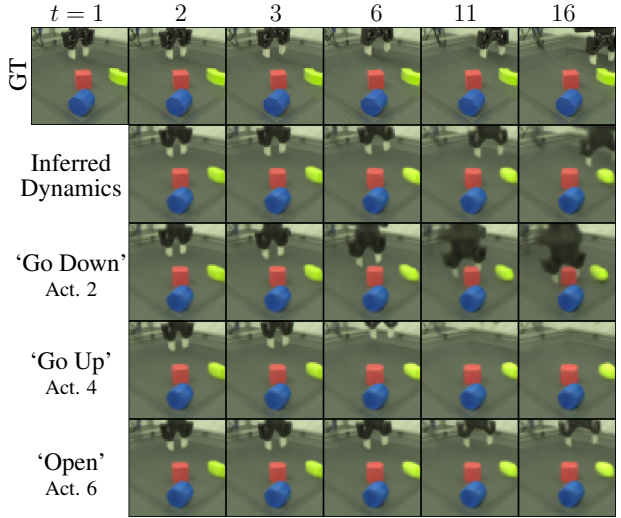 t = 1 2 3 6 11 16
GT
Inferred
Dynamics
‘Go Down’
Act. 2
‘Go Up’
Act. 4
‘Open’
Act. 6